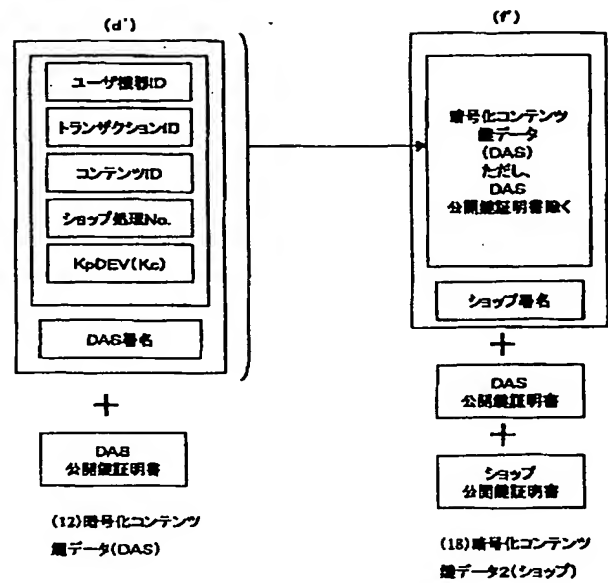 (d')
ユーザ機器ID
トランザクションID
コンテンツID
ショップ処理No.
KpDEV(Kc)
DAS署名
+
DAS
公開鍵証明書
(12)暗号化コンテンツ
鍵データ(DAS)
(f')
暗号化コンテンツ
鍵データ
(DAS)
ただし、
DAS
公開鍵証明書除く
ショップ署名
+
DAS
公開鍵証明書
+
ショップ
公開鍵証明書
(18)暗号化コンテンツ
鍵データ2(ショップ)